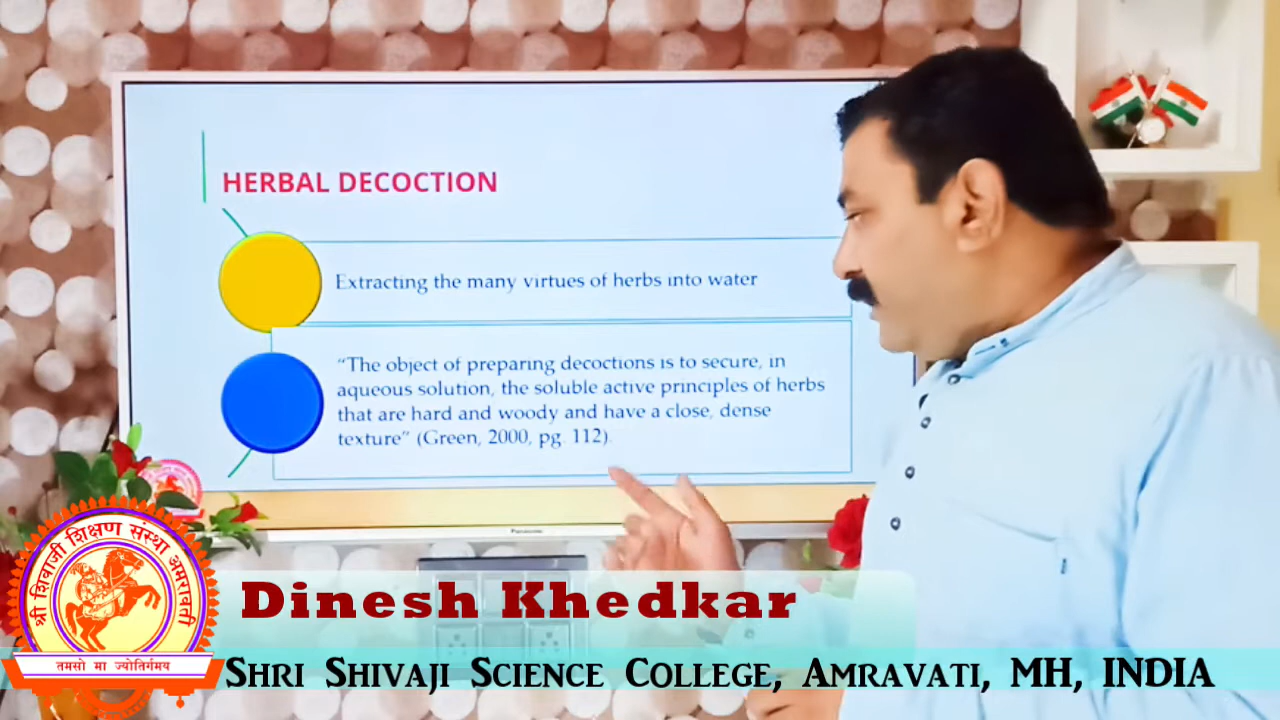 HERBAL DECOCTION
Extracting the many virtues of herbs into water
“The object of preparing decoctions is to secure, in
aqueous solution, the soluble active principles of herbs
that are hard and woody and have a close, dense
texture” (Green, 2000, pg. 112).
Panasonic
श्री शिवाजी शिक्षण संस्था अमरावती
तमसो मा ज्योतिर्गमय
Dinesh Khedkar
SHRI SHIVAJI SCIENCE COLLEGE, AMRAVATI, MH, INDIA